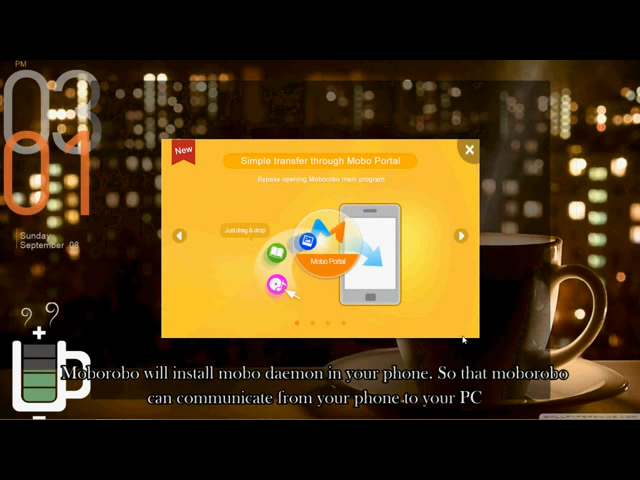 PM
03
01
Sunday
September .08
New
Simple transfer through Mobo Portal
Bypass opening Moborobo main program
Just drag & drop
Mobo Portal
Moborobo will install mobo daemon in your phone. So that moborobo
can communicate from your phone to your PC